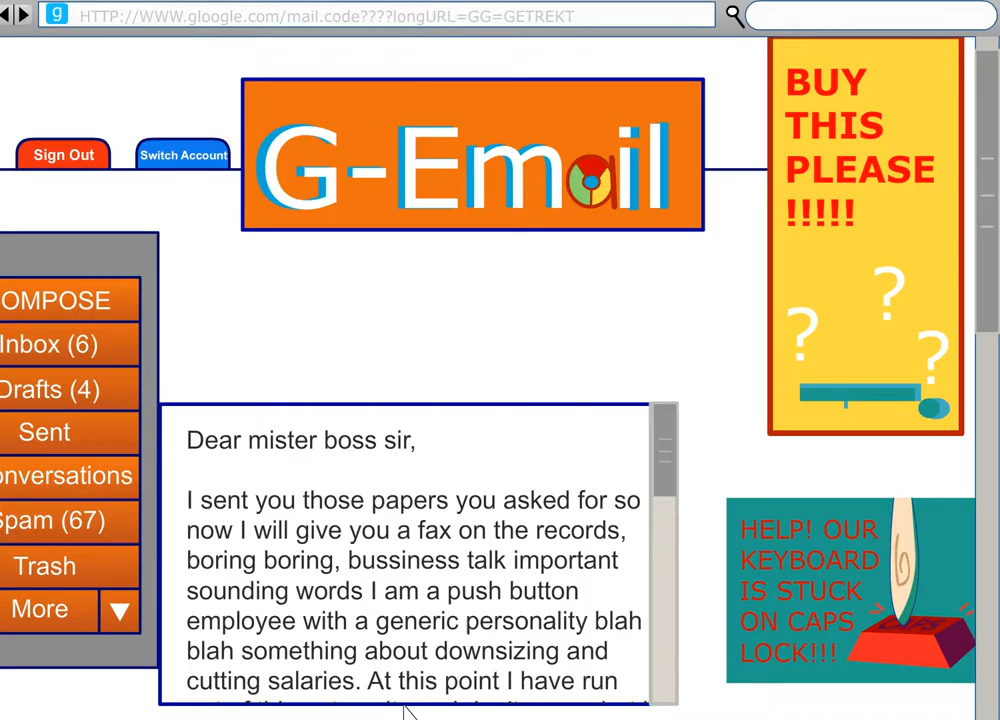 g HTTP://WWW.gloogle.com/mail.code????longURL=GG=GETREKT
G-Email
Sign Out
Switch Account
BUY
THIS
PLEASE
!!!!!
?
?
?
OMPOSE
Inbox (6)
Drafts (4)
Sent
onversations
Spam (67)
Trash
More
Dear mister boss sir,
I sent you those papers you asked for so
now I will give you a fax on the records,
boring boring, bussiness talk important
sounding words I am a push button
employee with a generic personality blah
blah something about downsizing and
cutting salaries. At this point I have run
HELP! OUR
KEYBOARD
IS STUCK
ON CAPS
LOCK!!!
CAPS